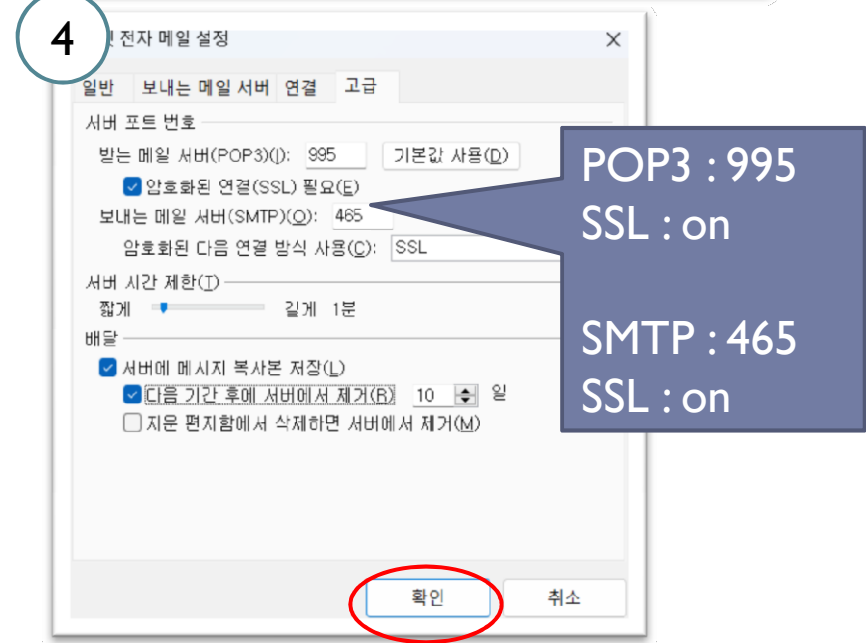 4
전자 메일 설정
일반 보내는 메일 서버 연결 고급
서버 포트 번호
받는 메일 서버(POP3)(I): 995 기본값 사용(D)
암호화된 연결(SSL) 필요(E)
보내는 메일 서버(SMTP)(O): 465
암호화된 다음 연결 방식 사용(C): SSL
서버 시간 제한(T)
짧게 길게 1분
배달
서버에 메시지 복사본 저장(L)
다음 기간 후에 서버에서 제거(R) 10 일
지운 편지함에서 삭제하면 서버에서 제거(M)
확인 취소
POP3 : 995
SSL : on
SMTP : 465
SSL : on